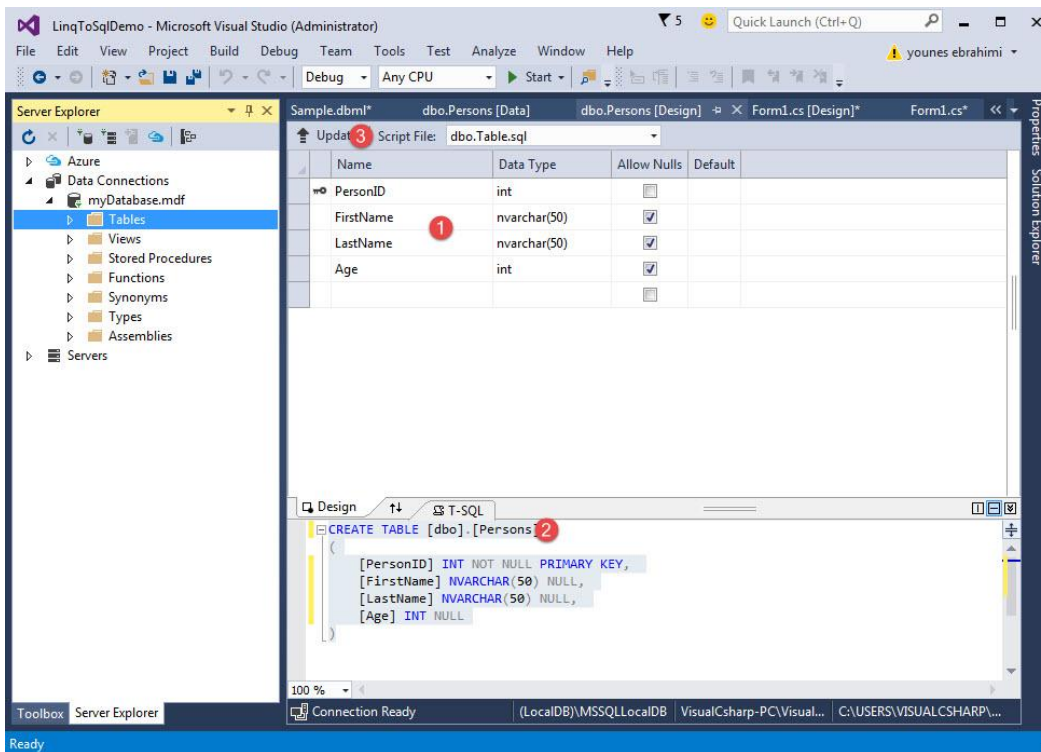 LinqToSqlDemo - Microsoft Visual Studio (Administrator)
5
Quick Launch (Ctrl+Q)
File Edit View Project Build Debug Team Tools Test Analyze Window Help
younes ebrahimi
Debug Any CPU Start
Server Explorer
Azure
Data Connections
myDatabase.mdf
Tables
Views
Stored Procedures
Functions
Synonyms
Types
Assemblies
Servers
Toolbox Server Explorer
Sample.dbml* dbo.Persons [Data] dbo.Persons [Design] Form1.cs [Design]* Form1.cs*
Updat 3 Script File: dbo.Table.sql
Name Data Type Allow Nulls Default
PersonID int
FirstName nvarchar(50)
1
LastName nvarchar(50)
Age int
Design T-SQL
CREATE TABLE [dbo].[Persons] 2
(
[PersonID] INT NOT NULL PRIMARY KEY,
[FirstName] NVARCHAR(50) NULL,
[LastName] NVARCHAR(50) NULL,
[Age] INT NULL
)
100 %
Connection Ready (LocalDB)\MSSQLLocalDB VisualCsharp-PC\Visual... C:\USERS\VISUALCSHARP\...
Properties
Solution Explorer
Ready